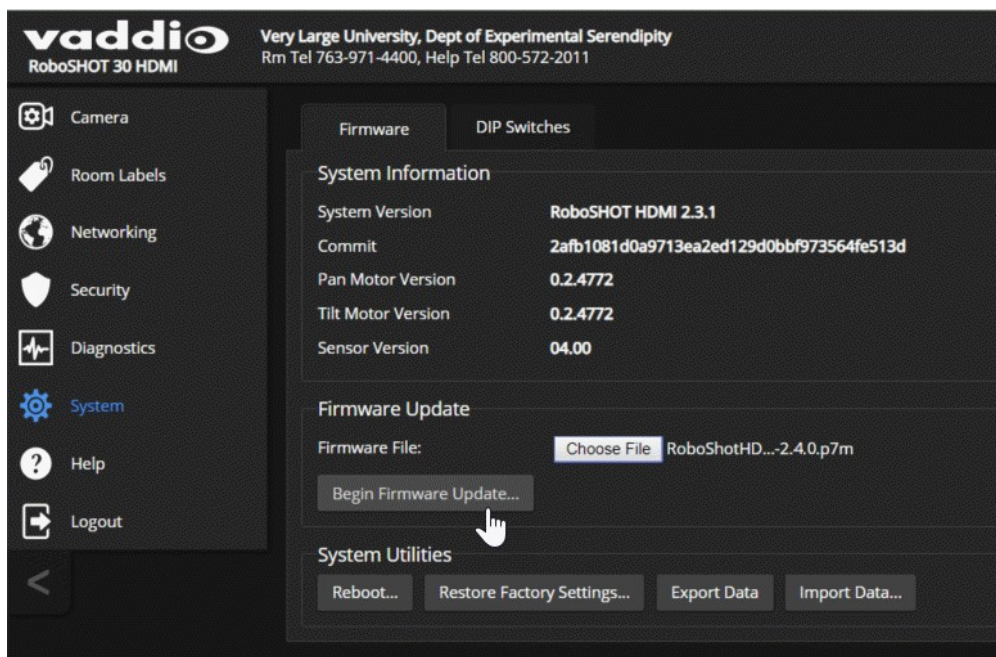 vaddio
RoboSHOT 30 HDMI
Very Large University, Dept of Experimental Serendipity
Rm Tel 763-971-4400, Help Tel 800-572-2011
Camera
Room Labels
Networking
Security
Diagnostics
System
Help
Logout
<
Firmware DIP Switches
System Information
System Version RoboSHOT HDMI 2.3.1
Commit 2afb1081d0a9713ea2ed129d0bbf973564fe513d
Pan Motor Version 0.2.4772
Tilt Motor Version 0.2.4772
Sensor Version 04.00
Firmware Update
Firmware File: Choose File RoboShotHD...-2.4.0.p7m
Begin Firmware Update...
System Utilities
Reboot... Restore Factory Settings... Export Data Import Data...